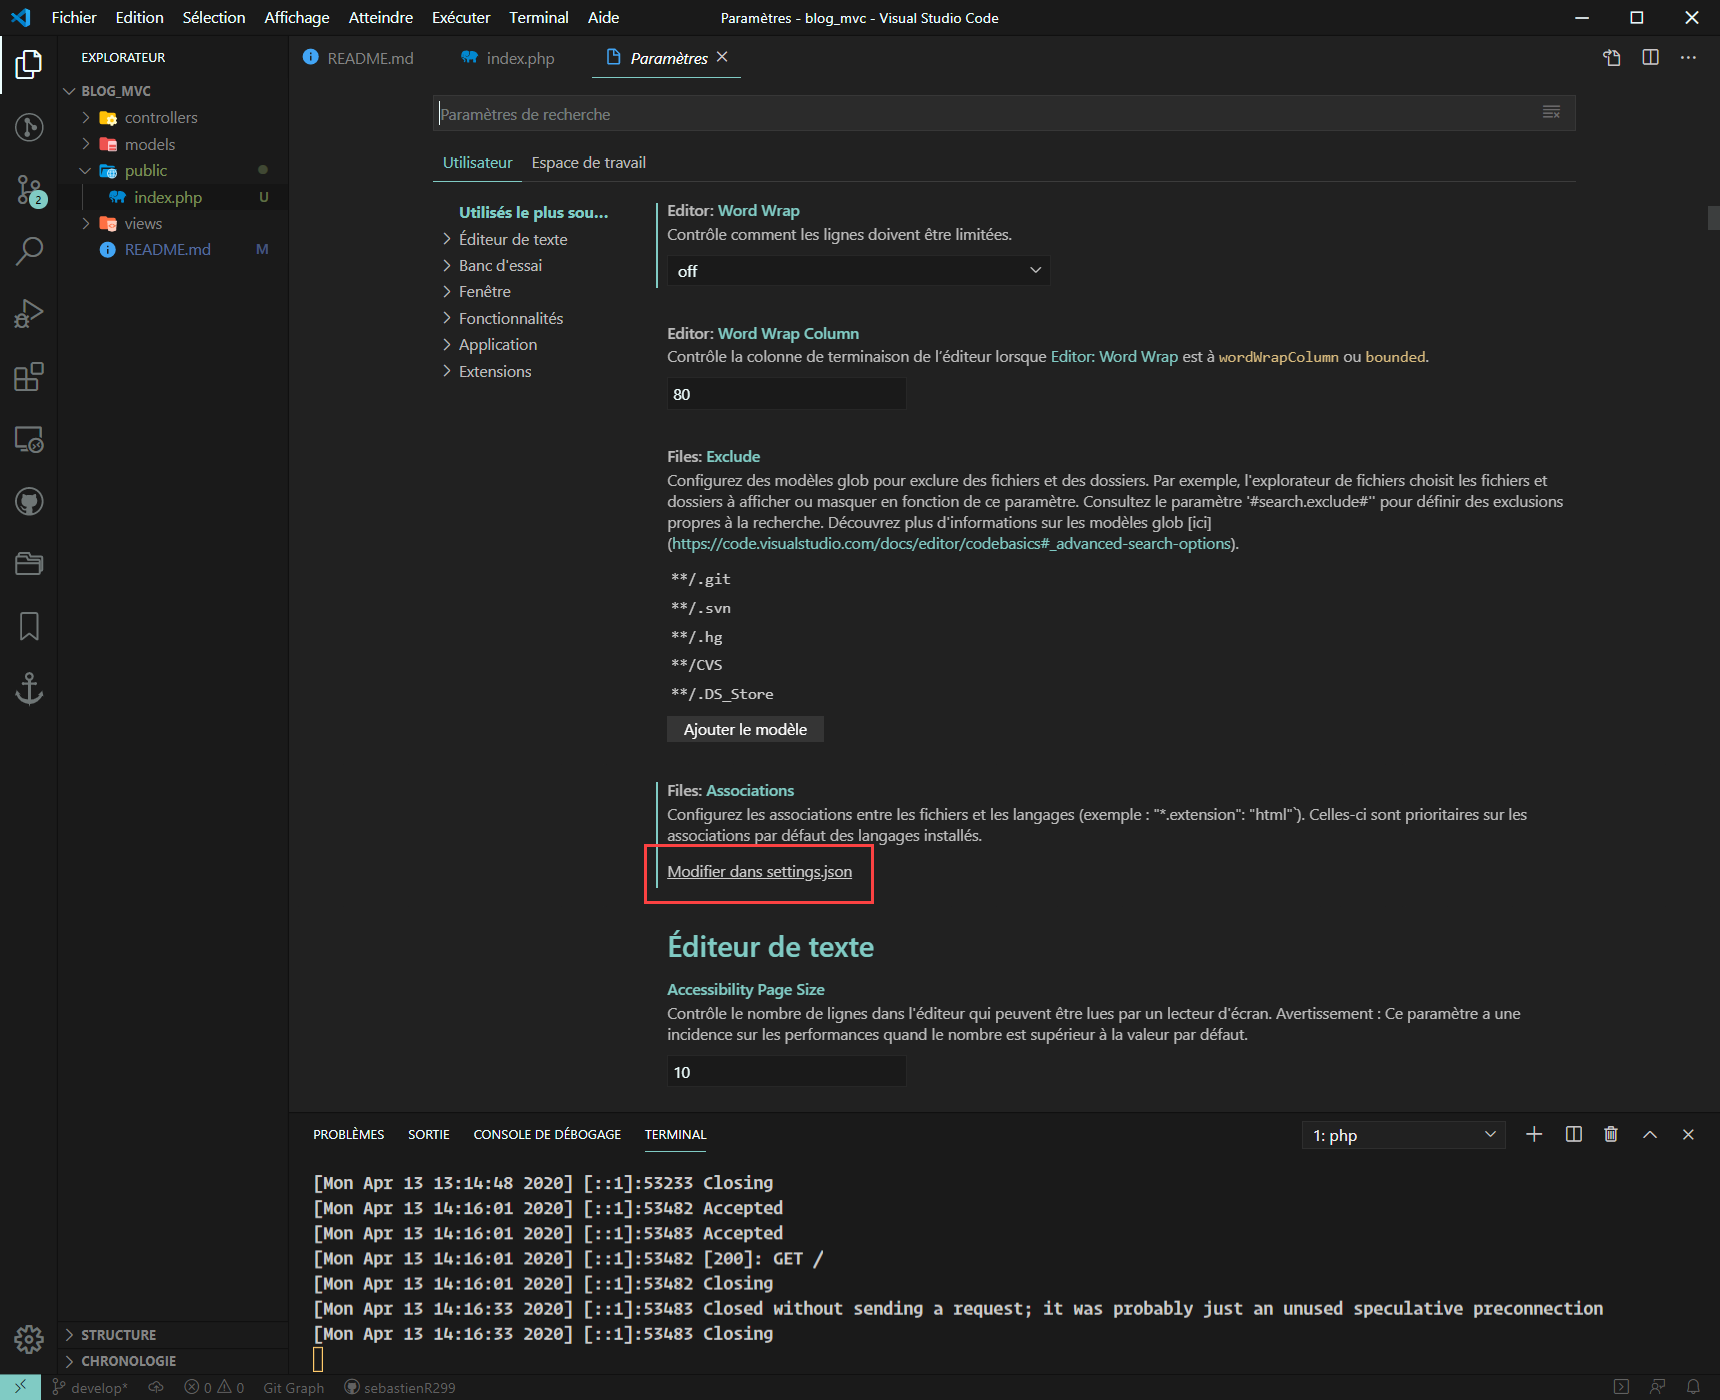 Fichier Edition Sélection Affichage Atteindre Exécuter Terminal Aide
Paramètres - blog_mvc - Visual Studio Code
EXPLORATEUR
BLOG_MVC
controllers
models
public
index.php U
views
README.md M
STRUCTURE
CHRONOLOGIE
2
README.md index.php Paramètres
Paramètres de recherche
Utilisateur Espace de travail
Utilisés le plus sou...
Éditeur de texte
Banc d'essai
Fenêtre
Fonctionnalités
Application
Extensions
Editor: Word Wrap
Contrôle comment les lignes doivent être limitées.
off
Editor: Word Wrap Column
Contrôle la colonne de terminaison de l'éditeur lorsque Editor: Word Wrap est à wordWrapColumn ou bounded.
80
Files: Exclude
Configurez des modèles glob pour exclure des fichiers et des dossiers. Par exemple, l'explorateur de fichiers choisit les fichiers et
dossiers à afficher ou masquer en fonction de ce paramètre. Consultez le paramètre '#search.exclude#'' pour définir des exclusions
propres à la recherche. Découvrez plus d'informations sur les modèles glob [ici]
(https://code.visualstudio.com/docs/editor/codebasics#_advanced-search-options).
**/.git
**/.svn
**/.hg
**/CVS
**/.DS_Store
Ajouter le modèle
Files: Associations
Configurez les associations entre les fichiers et les langages (exemple : "*.extension": "html"`). Celles-ci sont prioritaires sur les
associations par défaut des langages installés.
Modifier dans settings.json
Éditeur de texte
Accessibility Page Size
Contrôle le nombre de lignes dans l'éditeur qui peuvent être lues par un lecteur d'écran. Avertissement : Ce paramètre a une
incidence sur les performances quand le nombre est supérieur à la valeur par défaut.
10
PROBLÈMES SORTIE CONSOLE DE DÉBOGAGE TERMINAL
1: php
[Mon Apr 13 13:14:48 2020] [::1]:53233 Closing
[Mon Apr 13 14:16:01 2020] [::1]:53482 Accepted
[Mon Apr 13 14:16:01 2020] [::1]:53483 Accepted
[Mon Apr 13 14:16:01 2020] [::1]:53482 [200]: GET /
[Mon Apr 13 14:16:01 2020] [::1]:53482 Closing
[Mon Apr 13 14:16:33 2020] [::1]:53483 Closed without sending a request; it was probably just an unused speculative preconnection
[Mon Apr 13 14:16:33 2020] [::1]:53483 Closing
develop* 0 0 Git Graph sebastienR299